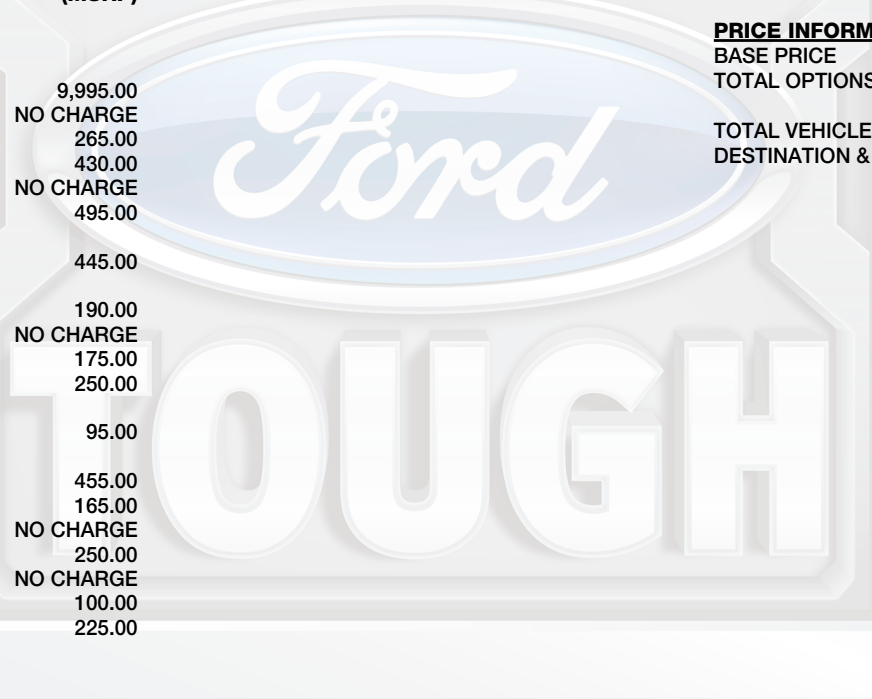 (MSRP)
9,995.00
NO CHARGE
265.00
430.00
NO CHARGE
495.00
445.00
190.00
NO CHARGE
175.00
250.00
95.00
455.00
165.00
NO CHARGE
250.00
NO CHARGE
100.00
225.00
PRICE INFORM
BASE PRICE
TOTAL OPTIONS
TOTAL VEHICLE
DESTINATION &
Ford
TOUGH